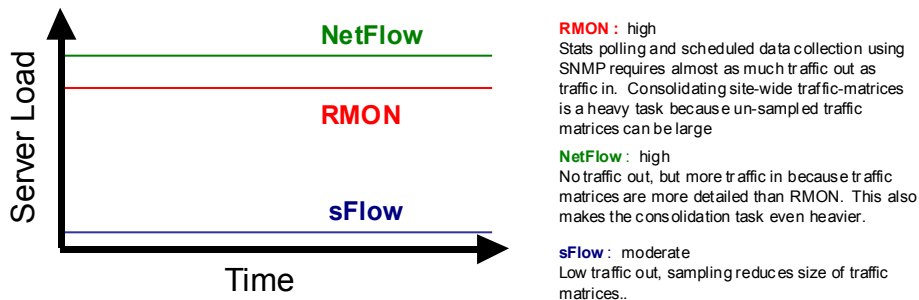 NetFlow
RMON
sFlow
Server Load
Time
RMON : high
Stats polling and scheduled data collection using
SNMP requires almost as much traffic out as
traffic in. Consolidating site-wide traffic-matrices
is a heavy task because un-sampled traffic
matrices can be large
NetFlow : high
No traffic out, but more traffic in because traffic
matrices are more detailed than RMON. This also
makes the consolidation task even heavier.
sFlow : moderate
Low traffic out, sampling reduces size of traffic
matrices..